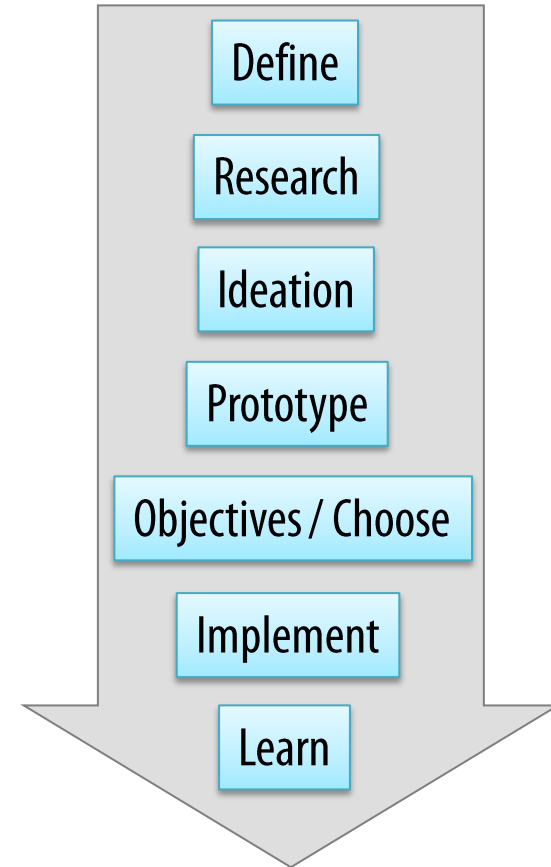 Define
Research
Ideation
Prototype
Objectives / Choose
Implement
Learn